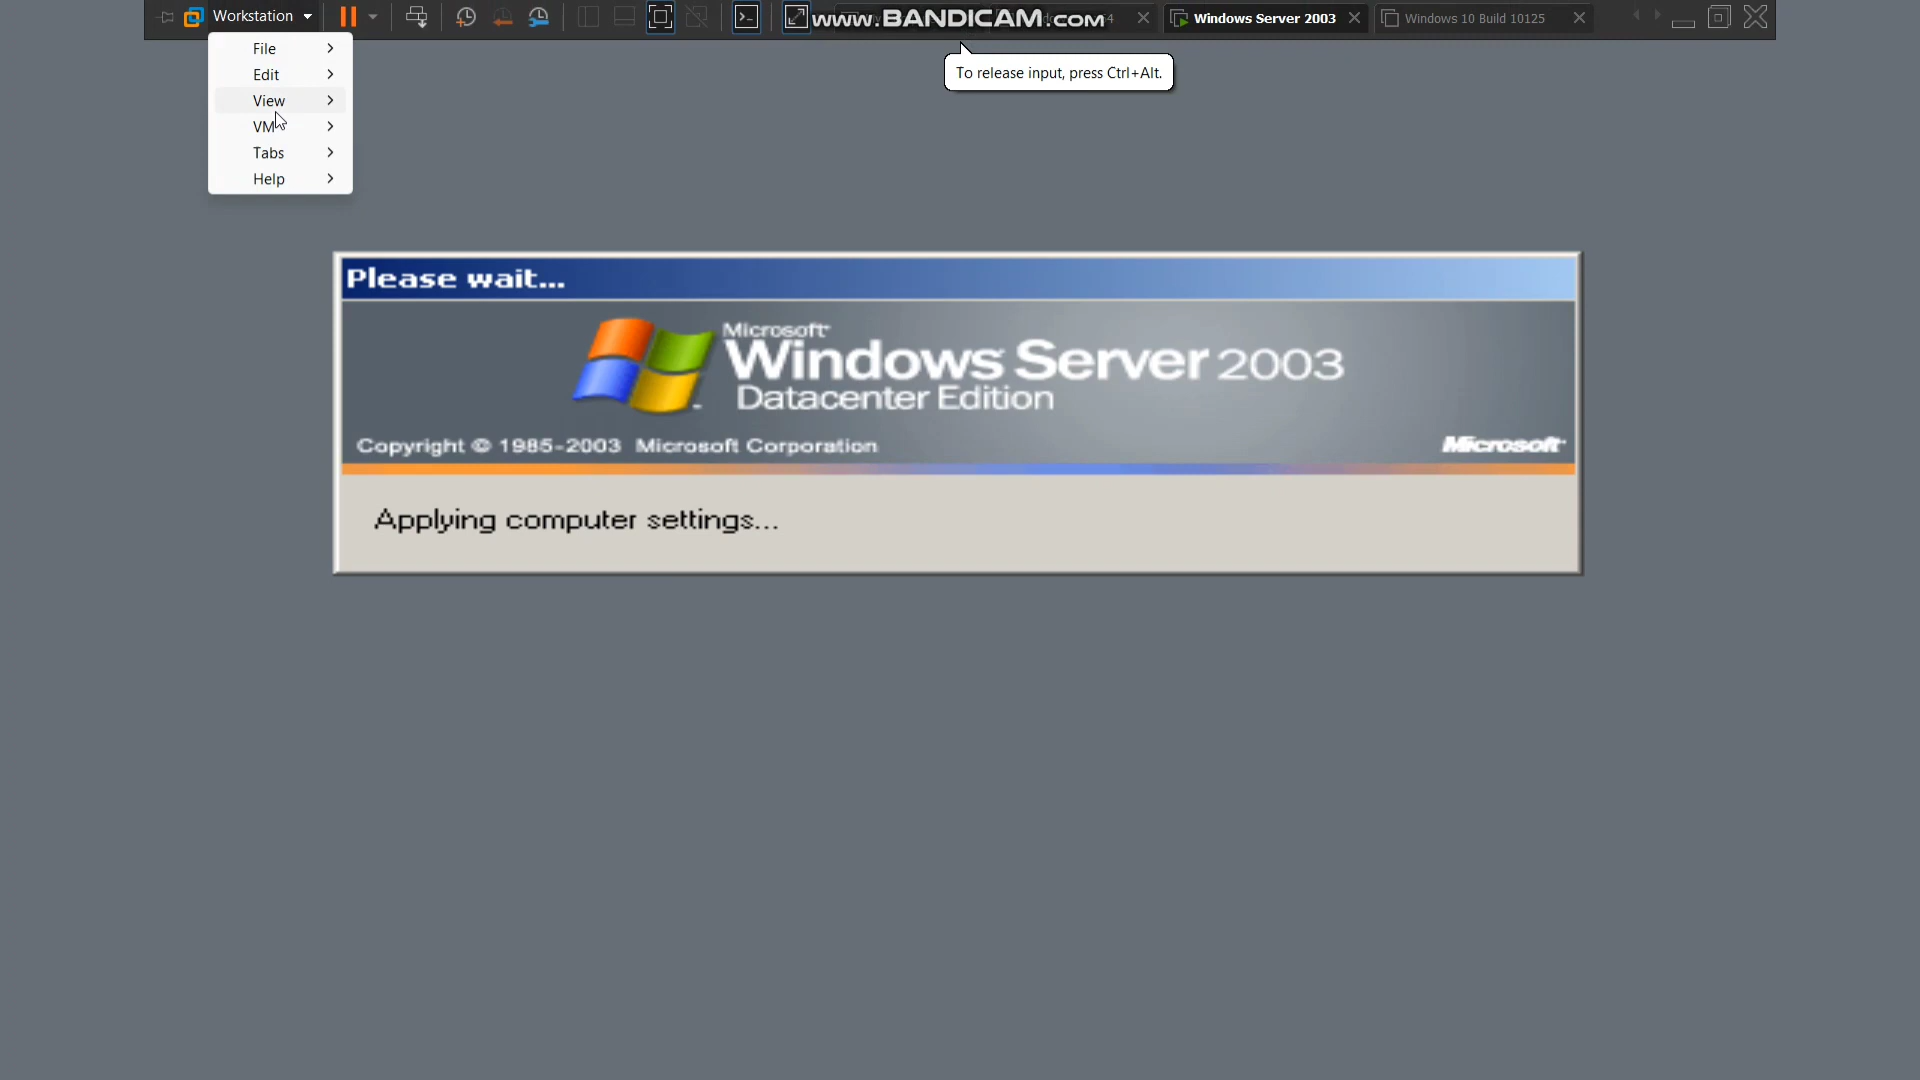 Workstation
www.BANDICAM.com
Windows Server 2003
Windows 10 Build 10125
File
Edit
View
VM
Tabs
Help
To release input, press Ctrl+Alt.
Please wait...
Microsoft
Windows Server 2003
Datacenter Edition
Copyright © 1985-2003 Microsoft Corporation
Microsoft
Applying computer settings...